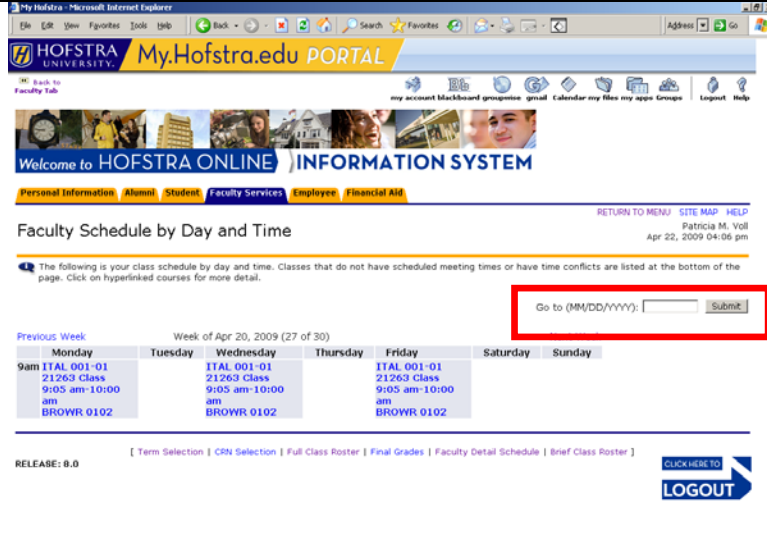 My Hofstra - Microsoft Internet Explorer
File Edit View Favorites Tools Help Back Search Favorites Address Go
HOFSTRA UNIVERSITY. My.Hofstra.edu PORTAL
Back to
Faculty Tab
my account blackboard groupwise gmail Calendar my files my apps Groups Logout Help
Welcome to HOFSTRA ONLINE INFORMATION SYSTEM
Personal Information Alumni Student Faculty Services Employee Financial Aid
RETURN TO MENU SITE MAP HELP
Faculty Schedule by Day and Time
Patricia M. Voll
Apr 22, 2009 04:06 pm
The following is your class schedule by day and time. Classes that do not have scheduled meeting times or have time conflicts are listed at the bottom of the
page. Click on hyperlinked courses for more detail.
Go to (MM/DD/YYYY): Submit
Previous Week Week of Apr 20, 2009 (27 of 30)
Monday Tuesday Wednesday Thursday Friday Saturday Sunday
9am ITAL 001-01 ITAL 001-01 ITAL 001-01
21263 Class 21263 Class 21263 Class
9:05 am-10:00 9:05 am-10:00 9:05 am-10:00
am am am
BROWR 0102 BROWR 0102 BROWR 0102
[ Term Selection | CRN Selection | Full Class Roster | Final Grades | Faculty Detail Schedule | Brief Class Roster ]
RELEASE: 8.0
CLICK HERE TO
LOGOUT